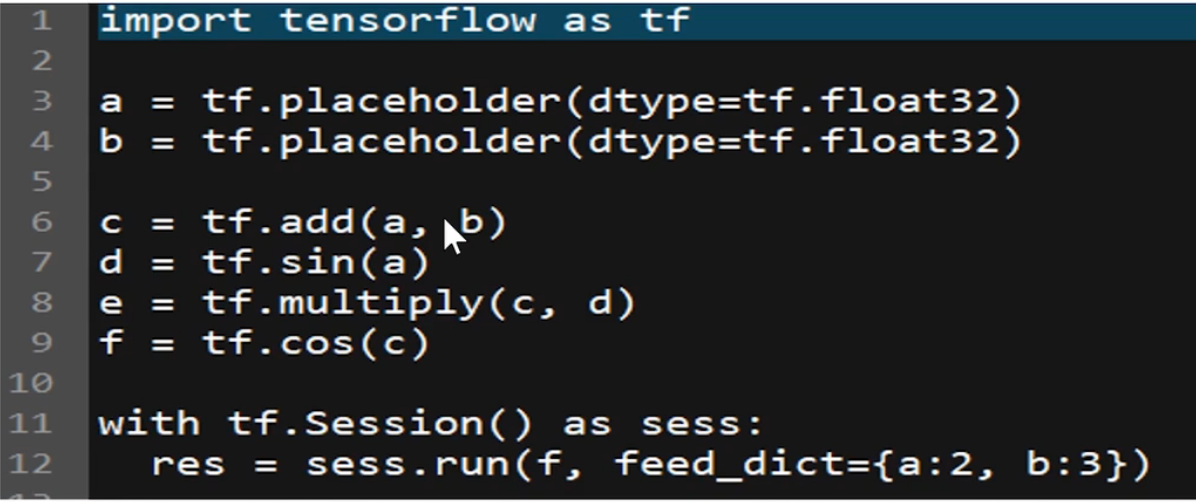 1 import tensorflow as tf
2
3 a = tf.placeholder(dtype=tf.float32)
4 b = tf.placeholder(dtype=tf.float32)
5
6 c = tf.add(a, b)
7 d = tf.sin(a)
8 e = tf.multiply(c, d)
9 f = tf.cos(c)
10
11 with tf.Session() as sess:
12   res = sess.run(f, feed_dict={a:2, b:3})